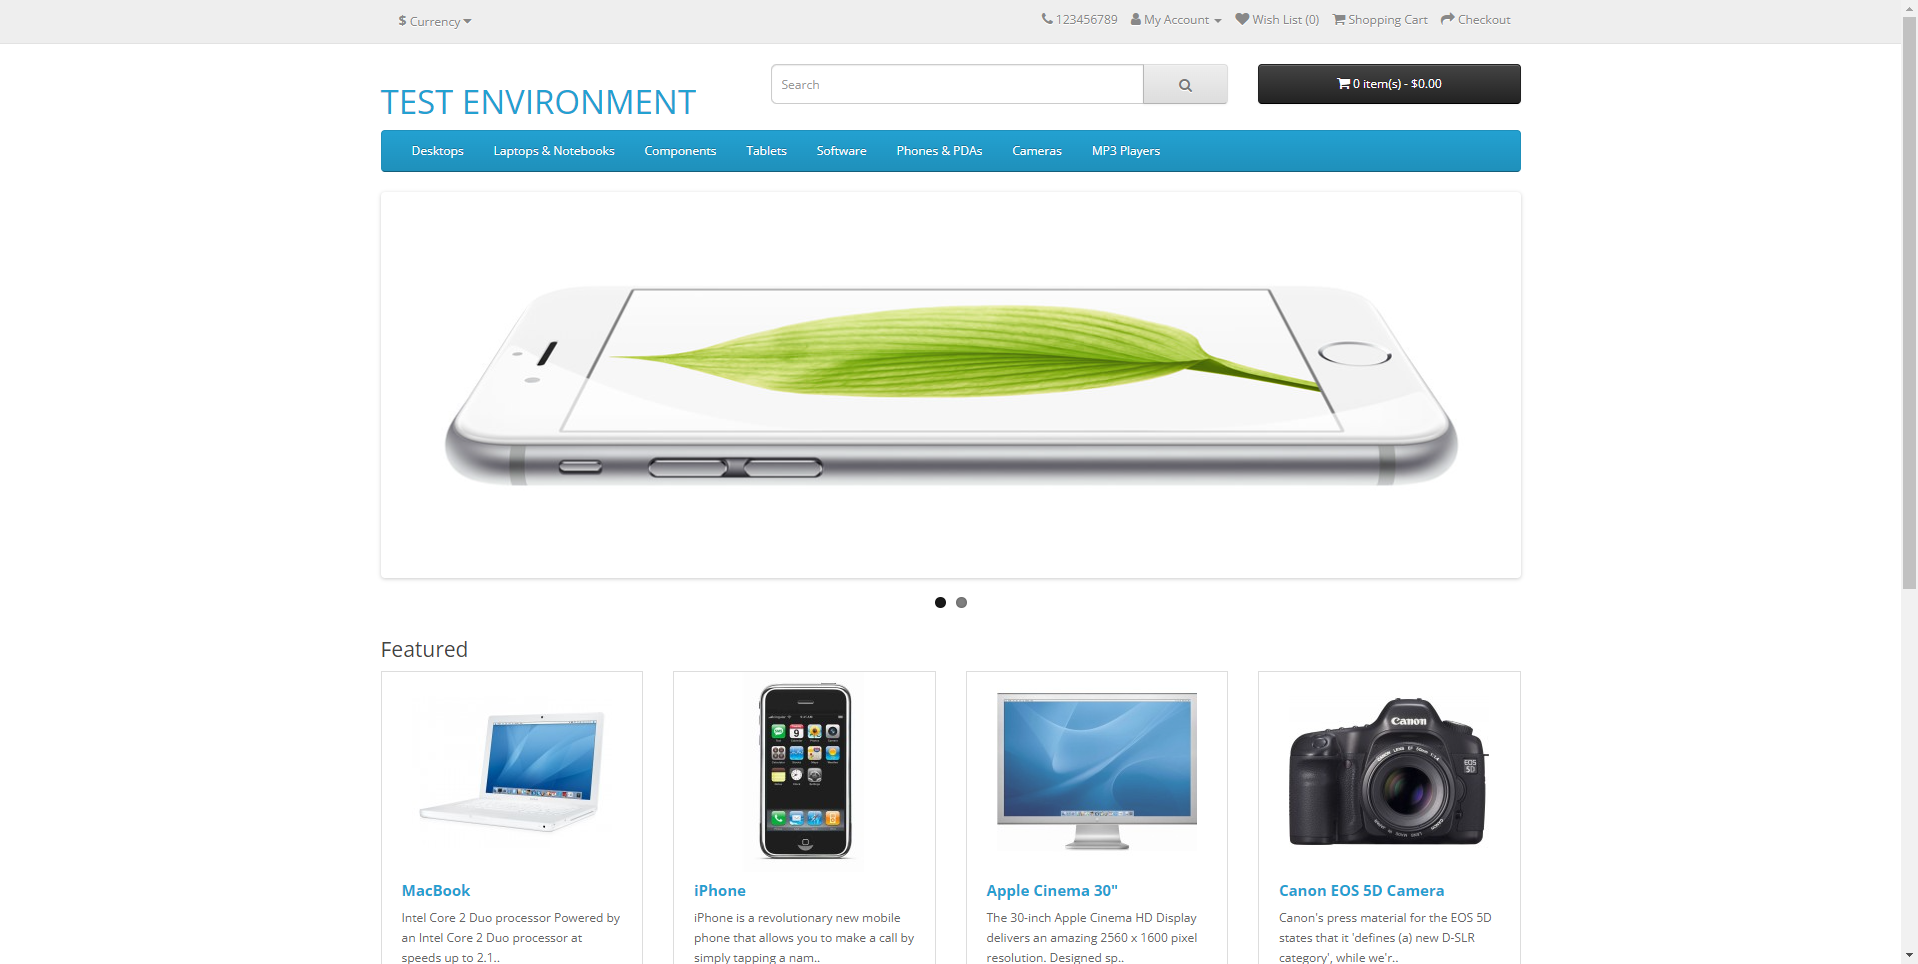 $ Currency
123456789 My Account Wish List (0) Shopping Cart Checkout
TEST ENVIRONMENT
Search
0 item(s) - $0.00
Desktops Laptops & Notebooks Components Tablets Software Phones & PDAs Cameras MP3 Players
Featured
Canon
EOS
5D
MacBook
Intel Core 2 Duo processor Powered by
an Intel Core 2 Duo processor at
speeds up to 2.1..
iPhone
iPhone is a revolutionary new mobile
phone that allows you to make a call by
simply tapping a nam..
Apple Cinema 30"
The 30-inch Apple Cinema HD Display
delivers an amazing 2560 x 1600 pixel
resolution. Designed sp..
Canon EOS 5D Camera
Canon's press material for the EOS 5D
states that it 'defines (a) new D-SLR
category', while we'r..